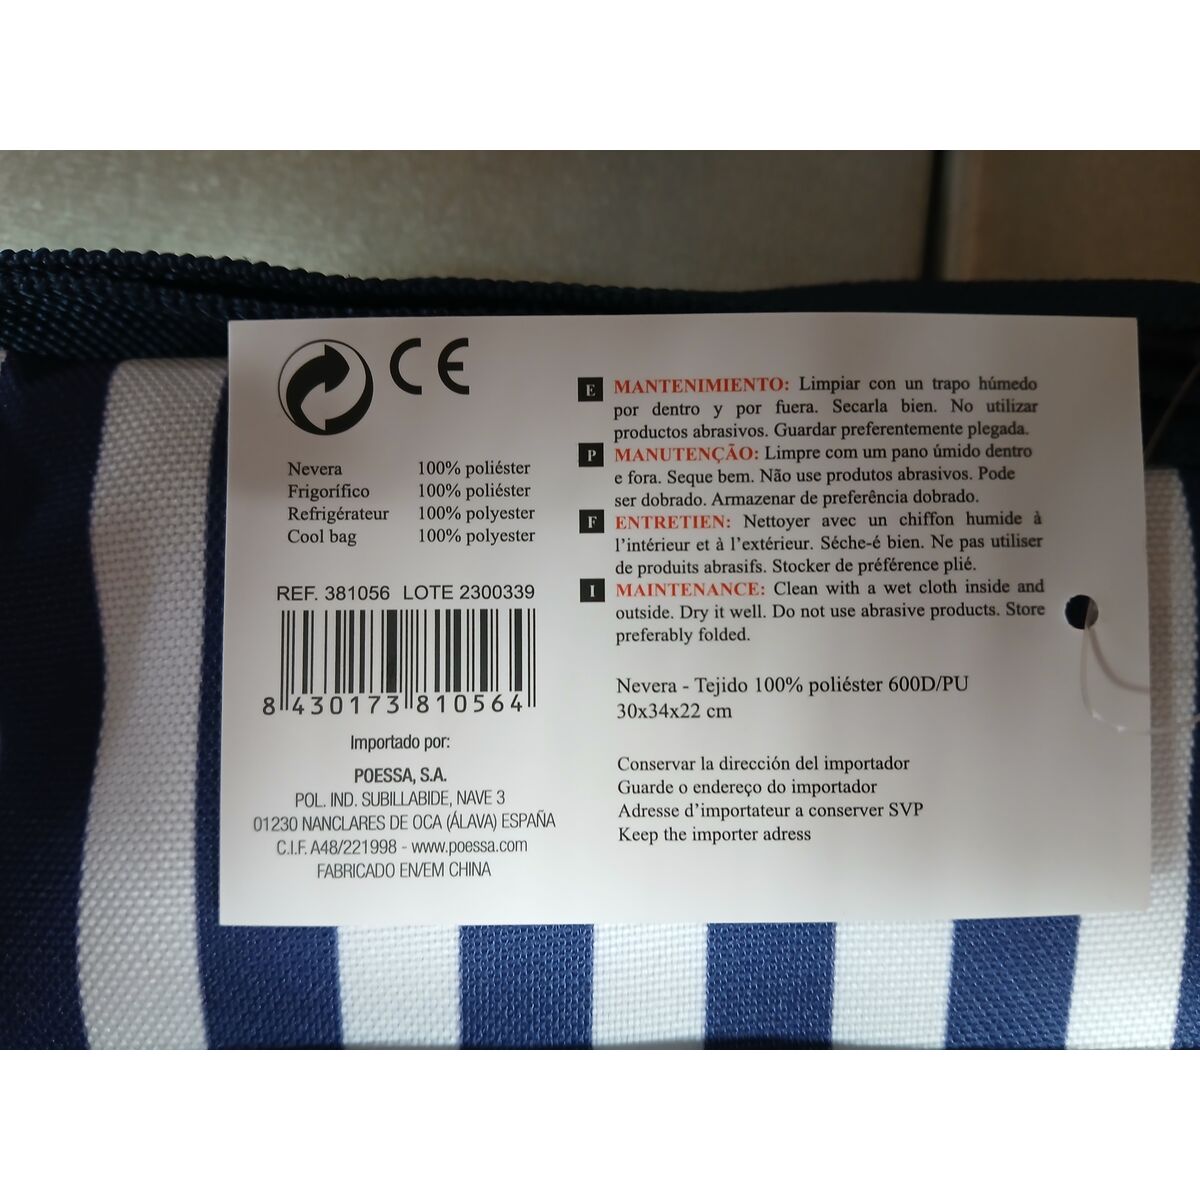 CE
Nevera 100% poliéster
Frigorífico 100% poliéster
Refrigérateur 100% polyester
Cool bag 100% polyester
REF. 381056 LOTE 2300339
8 430173 810564
Importado por:
POESSA, S.A.
POL. IND. SUBILLABIDE, NAVE 3
01230 NANCLARES DE OCA (ÁLAVA) ESPAÑA
C.I.F. A48/221998 - www.poessa.com
FABRICADO EN/EM CHINA
E MANTENIMIENTO: Limpiar con un trapo húmedo
por dentro y por fuera. Secarla bien. No utilizar
productos abrasivos. Guardar preferentemente plegada.
P MANUTENÇÃO: Limpre com um pano úmido dentro
e fora. Seque bem. Não use produtos abrasivos. Pode
ser dobrado. Armazenar de preferência dobrado.
F ENTRETIEN: Nettoyer avec un chiffon humide à
l’intérieur et à l’extérieur. Séche-é bien. Ne pas utiliser
de produits abrasifs. Stocker de préférence plié.
I MAINTENANCE: Clean with a wet cloth inside and
outside. Dry it well. Do not use abrasive products. Store
preferably folded.
Nevera - Tejido 100% poliéster 600D/PU
30x34x22 cm
Conservar la dirección del importador
Guarde o endereço do importador
Adresse d’importateur a conserver SVP
Keep the importer adress